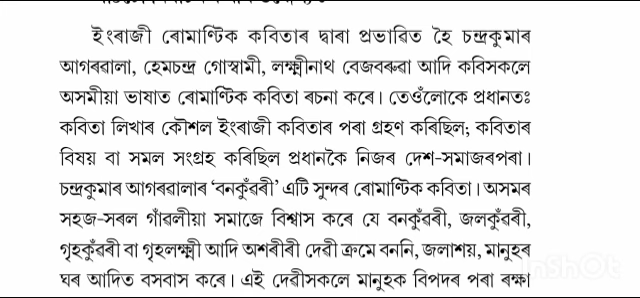 ইংৰাজী ৰোমাণ্টিক কবিতাৰ দ্বাৰা প্ৰভাৱিত হৈ চন্দ্ৰকুমাৰ
আগৰৱালা, হেমচন্দ্ৰ গোস্বামী, লক্ষ্মীনাথ বেজবৰুৱা আদি কবিসকলে
অসমীয়া ভাষাত ৰোমাণ্টিক কবিতা ৰচনা কৰে। তেওঁলোকে প্ৰধানতঃ
কবিতা লিখাৰ কৌশল ইংৰাজী কবিতাৰ পৰা গ্ৰহণ কৰিছিল; কবিতাৰ
বিষয় বা সমল সংগ্ৰহ কৰিছিল প্ৰধানকৈ নিজৰ দেশ-সমাজৰপৰা।
চন্দ্ৰকুমাৰ আগৰৱালাৰ ‘বনকুঁৱৰী’ এটি সুন্দৰ ৰোমাণ্টিক কবিতা। অসমৰ
সহজ-সৰল গাঁৱলীয়া সমাজে বিশ্বাস কৰে যে বনকুঁৱৰী, জলকুঁৱৰী,
গৃহকুঁৱৰী বা গৃহলক্ষ্মী আদি অশৰীৰী দেৱী ক্ৰমে বননি, জলাশয়, মানুহৰ
ঘৰ আদিত বসবাস কৰে। এই দেৱীসকলে মানুহক বিপদৰ পৰা ৰক্ষা
InShOt